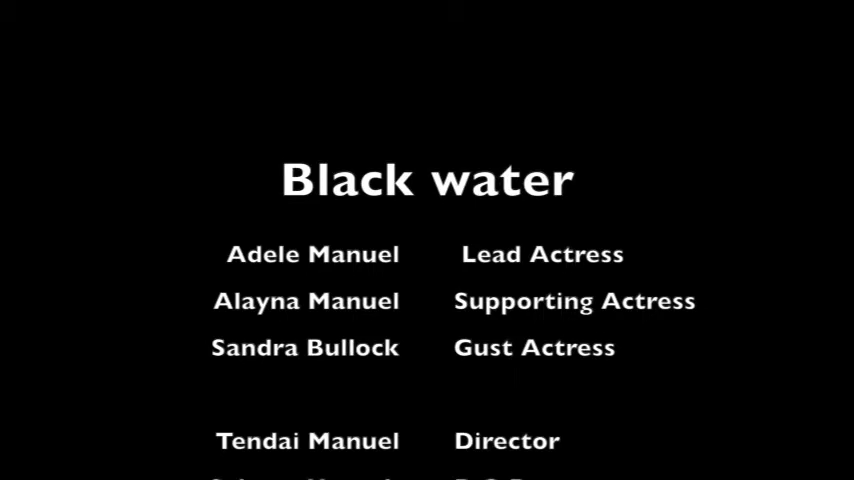 Black water
Adele Manuel Lead Actress
Alayna Manuel Supporting Actress
Sandra Bullock Gust Actress
Tendai Manuel Director